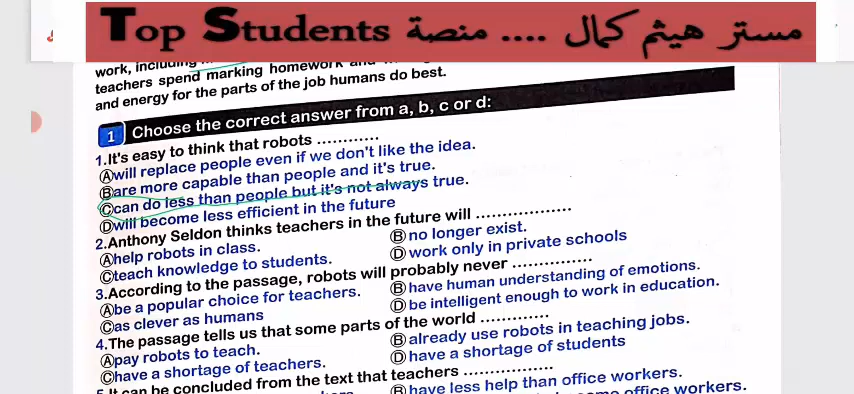 Top Students مستر هيثم كمال .... منصة
work, including
teachers spend marking homework and
and energy for the parts of the job humans do best.
1 Choose the correct answer from a, b, c or d:
1.It's easy to think that robots ............
Ⓐwill replace people even if we don't like the idea.
Ⓑare more capable than people and it's true.
Ⓒcan do less than people but it's not always true.
Ⓓwill become less efficient in the future
2.Anthony Seldon thinks teachers in the future will ..................
Ⓐhelp robots in class. Ⓑno longer exist.
Ⓒteach knowledge to students. Ⓓwork only in private schools
3.According to the passage, robots will probably never ...............
Ⓐbe a popular choice for teachers. Ⓑhave human understanding of emotions.
Ⓒas clever as humans Ⓓbe intelligent enough to work in education.
4.The passage tells us that some parts of the world .............
Ⓐpay robots to teach. Ⓑalready use robots in teaching jobs.
Ⓒhave a shortage of teachers. Ⓓhave a shortage of students
5.It can be concluded from the text that teachers ..................
Ⓑhave less help than office workers.
office workers.